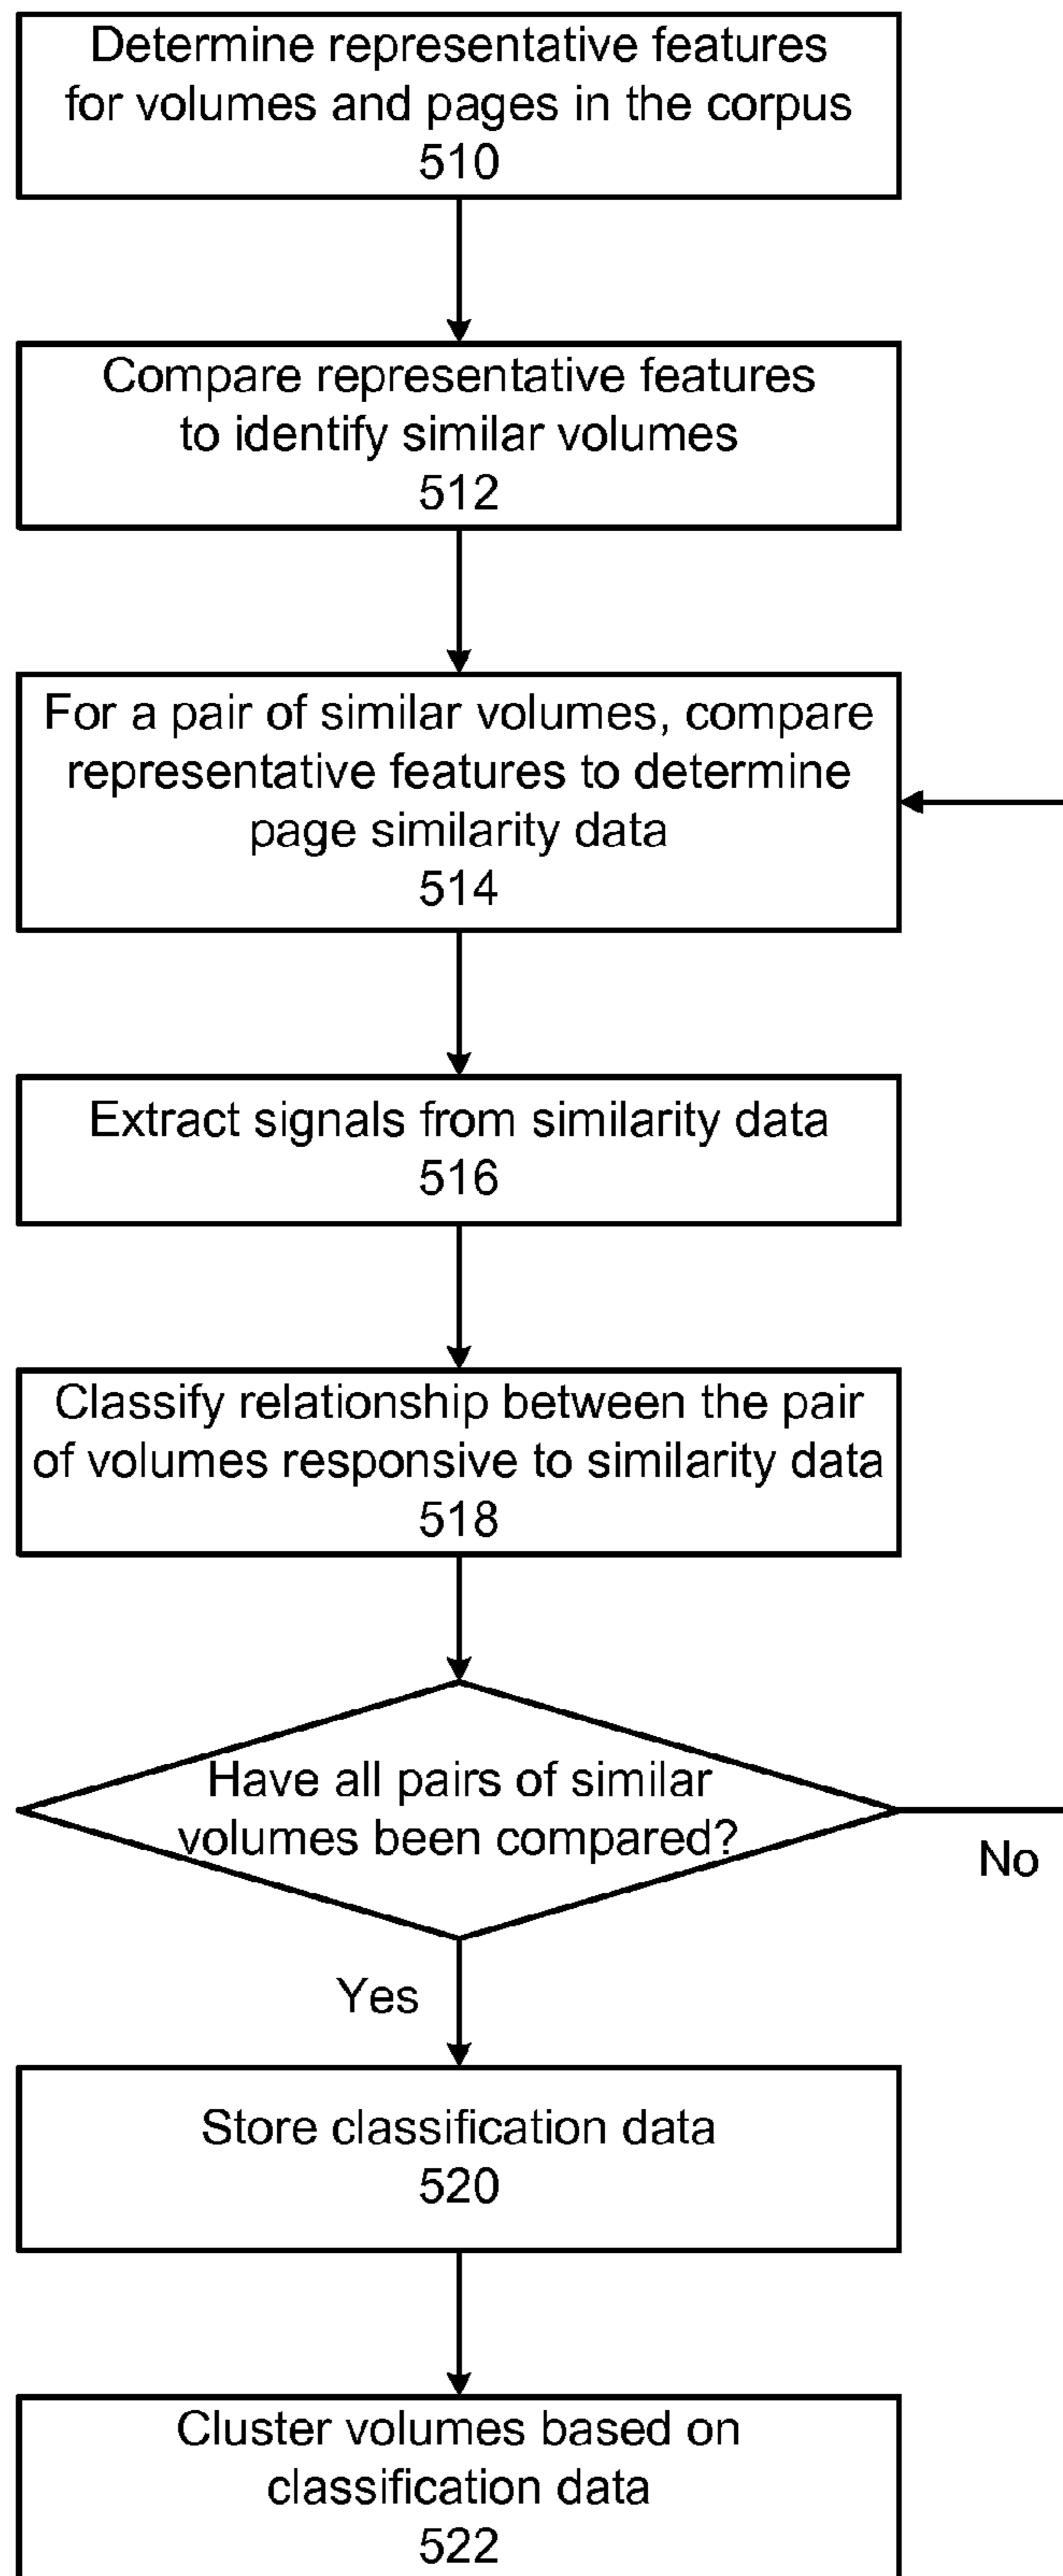 Determine representative features
for volumes and pages in the corpus
510
Compare representative features
to identify similar volumes
512
For a pair of similar volumes, compare
representative features to determine
page similarity data
514
Extract signals from similarity data
516
Classify relationship between the pair
of volumes responsive to similarity data
518
Have all pairs of similar
volumes been compared?
No
Yes
Store classification data
520
Cluster volumes based on
classification data
522